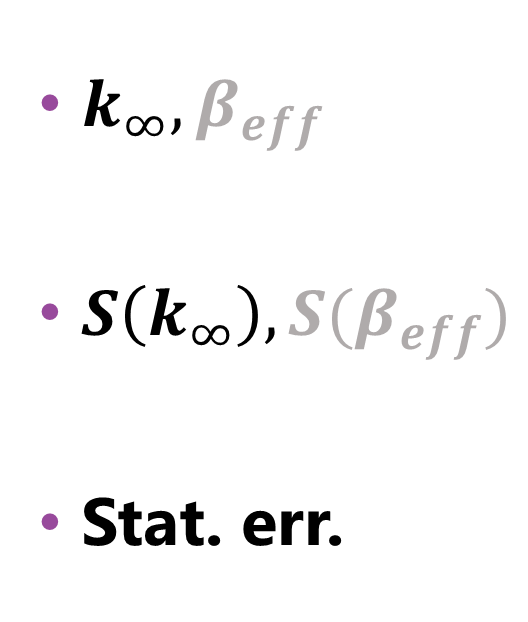 • k∞, βeff
• S(k∞), S(βeff)
• Stat. err.